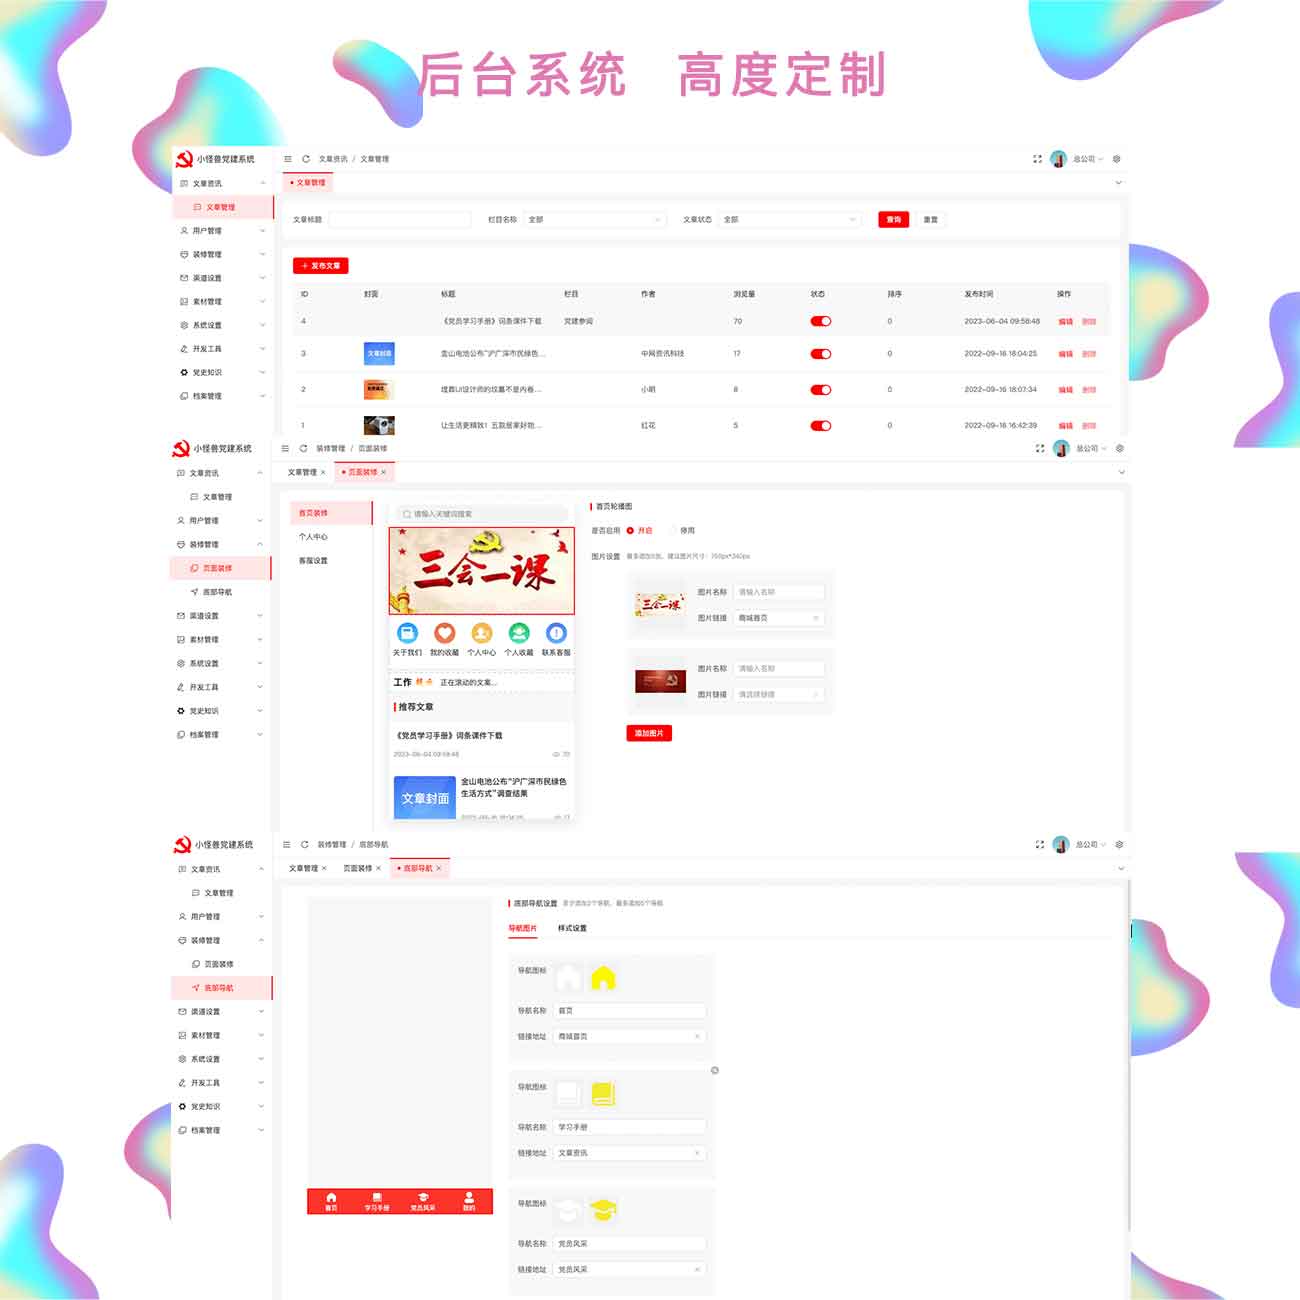 后台系统 高度定制
小怪兽党建系统
文章资讯 / 文章管理
总公司
文章资讯
文章管理
用户管理
装修管理
渠道设置
素材管理
系统设置
开发工具
党史知识
档案管理
文章管理
文章标题
栏目名称 全部
文章状态 全部
查询 重置
+ 发布文章
ID 封面 标题 栏目 作者 浏览量 状态 排序 发布时间 操作
4 《党员学习手册》词条课件下载 党建参阅 70 0 2023-06-04 09:58:48 编辑 删除
3 文章封面 金山电池公布“沪广深市民绿色... 中网资讯科技 17 0 2022-09-16 18:04:25 编辑 删除
2 埋首UI设计师的坟墓不是内卷... 小明 8 0 2022-09-16 18:07:34 编辑 删除
1 让生活更精致！五款居家好物... 红花 5 0 2022-09-16 16:42:39 编辑 删除
小怪兽党建系统
装修管理 / 页面装修
总公司
文章资讯
文章管理
用户管理
装修管理
页面装修
底部导航
渠道设置
素材管理
系统设置
开发工具
党史知识
档案管理
文章管理 × 页面装修 ×
首页装修
个人中心
客服设置
请输入关键词搜索
三会一课
关于我们 我的收藏 个人中心 个人收藏 联系客服
工作 正在滚动的文案...
推荐文章
《党员学习手册》词条课件下载
2023-06-04 09:58:48 70
文章封面
金山电池公布“沪广深市民绿色
生活方式”调查结果
首页轮播图
是否启用 开启 停用
图片设置 最多添加5张，建议图片尺寸：750px*340px
三会一课
图片名称 请输入名称
图片链接 商城首页
图片名称 请输入名称
图片链接 请选择链接
添加图片
小怪兽党建系统
装修管理 / 底部导航
总公司
文章资讯
文章管理
用户管理
装修管理
页面装修
底部导航
渠道设置
素材管理
系统设置
开发工具
党史知识
档案管理
文章管理 × 页面装修 × 底部导航 ×
首页 学习手册 党员风采 我的
底部导航设置 至少添加2个导航，最多添加5个导航
导航图片 样式设置
导航图标
导航名称 首页
链接地址 商城首页
导航图标
导航名称 学习手册
链接地址 文章资讯
导航图标
导航名称 党员风采
链接地址 党员风采